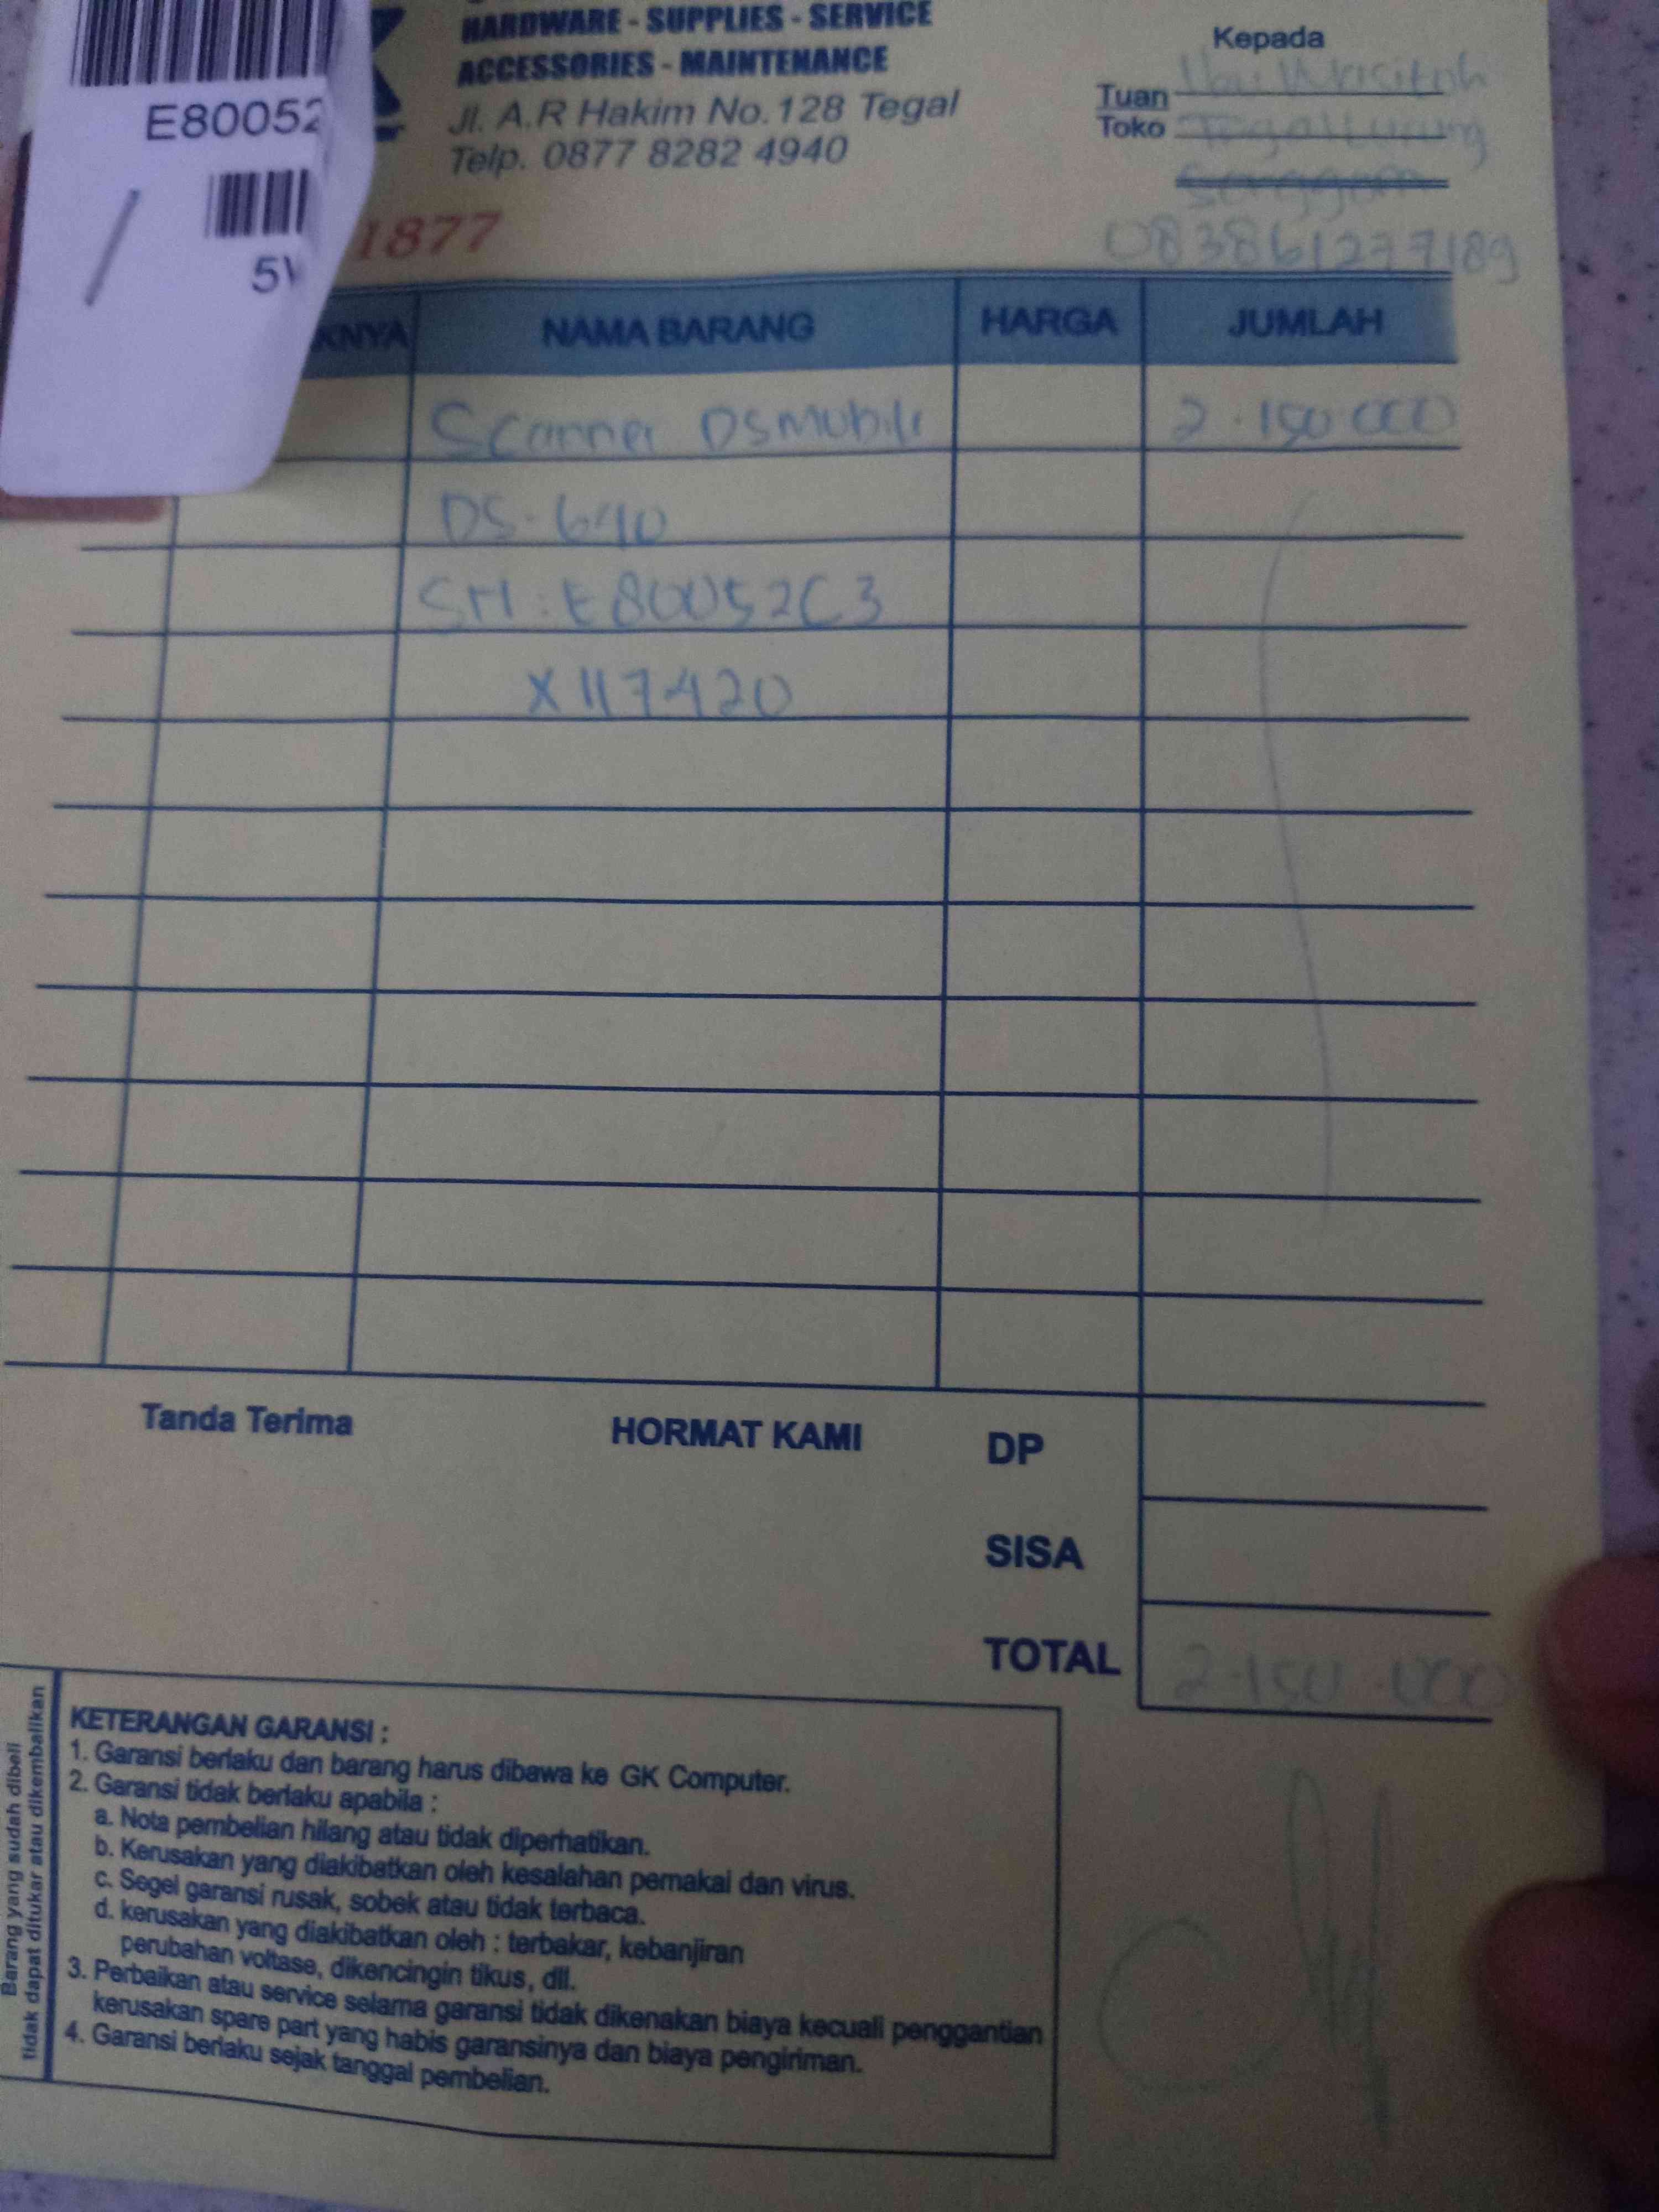 HARDWARE - SUPPLIES - SERVICE
ACCESSORIES - MAINTENANCE
Jl. A.R Hakim No.128 Tegal
Telp. 0877 8282 4940
Kepada
Tuan Ibu
Toko
083861277189
E80052
5V
1877
KNYA NAMA BARANG HARGA JUMLAH
Scanner DSMobile 2.150.000
DS-640
SN : E80052C3
X117420
Tanda Terima HORMAT KAMI DP
SISA
TOTAL 2.150.000
Barang yang sudah dibeli
tidak dapat ditukar atau dikembalikan
KETERANGAN GARANSI :
1. Garansi berlaku dan barang harus dibawa ke GK Computer.
2. Garansi tidak berlaku apabila :
a. Nota pembelian hilang atau tidak diperhatikan.
b. Kerusakan yang diakibatkan oleh kesalahan pemakai dan virus.
c. Segel garansi rusak, sobek atau tidak terbaca.
d. kerusakan yang diakibatkan oleh : terbakar, kebanjiran
perubahan voltase, dikencingin tikus, dll.
3. Perbaikan atau service selama garansi tidak dikenakan biaya kecuali penggantian
kerusakan spare part yang habis garansinya dan biaya pengiriman.
4. Garansi berlaku sejak tanggal pembelian.